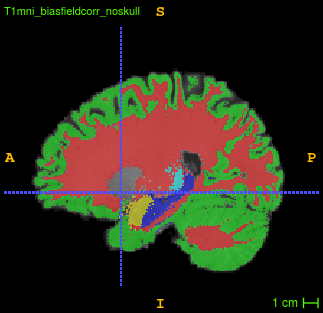 T1mni_biasfieldcorr_noskull
S
A
P
I
1 cm